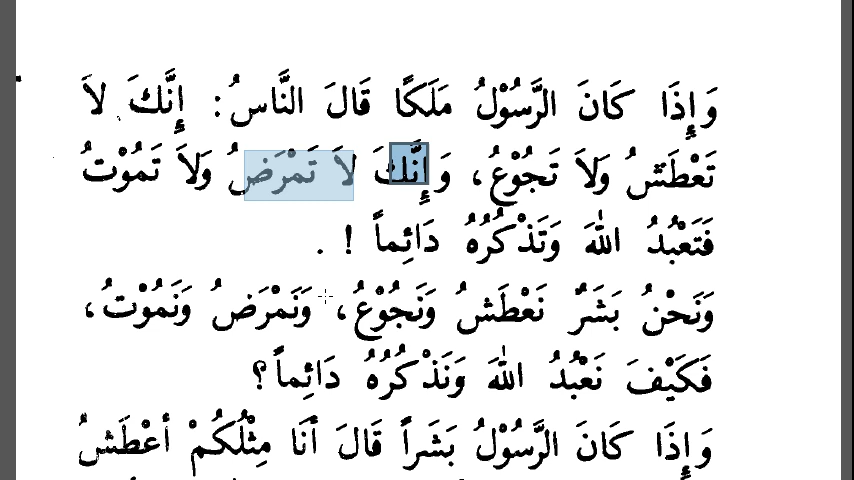 وَإِذَا كَانَ الرَّسُوْلُ مَلَكًا قَالَ النَّاسُ: إِنَّكَ لاَ
تَعْطَشُ وَلاَ تَجُوْعُ، وَإِنَّكَ لاَ تَمْرَضُ وَلاَ تَمُوْتُ
فَتَعْبُدُ اللهَ وَتَذْكُرُهُ دَائِماً ! .
وَنَحْنُ بَشَرٌ نَعْطَشُ وَنَجُوْعُ، وَنَمْرَضُ وَنَمُوْتُ،
فَكَيْفَ نَعْبُدُ اللهَ وَنَذْكُرُهُ دَائِماً؟
وَإِذَا كَانَ الرَّسُوْلُ بَشَراً قَالَ أَنَا مِثْلُكُمْ أَعْطَشُ